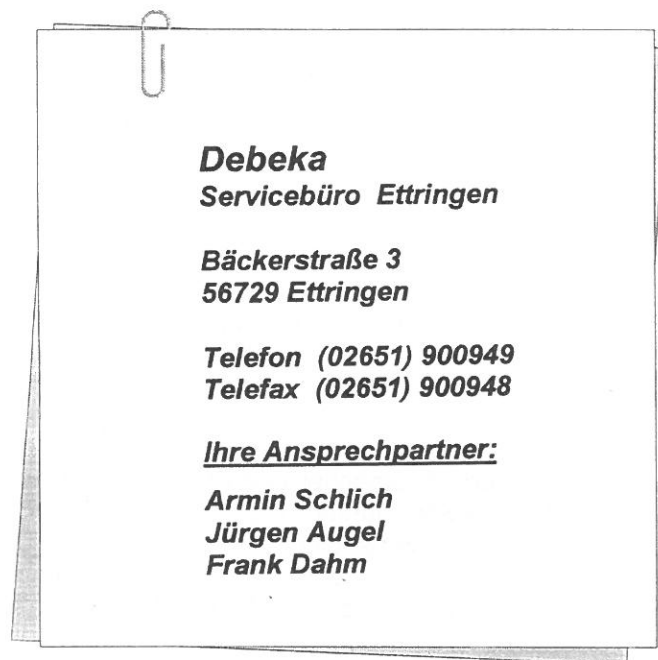 Debeka
Servicebüro Ettringen
Bäckerstraße 3
56729 Ettringen
Telefon (02651) 900949
Telefax (02651) 900948
Ihre Ansprechpartner:
Armin Schlich
Jürgen Augel
Frank Dahm